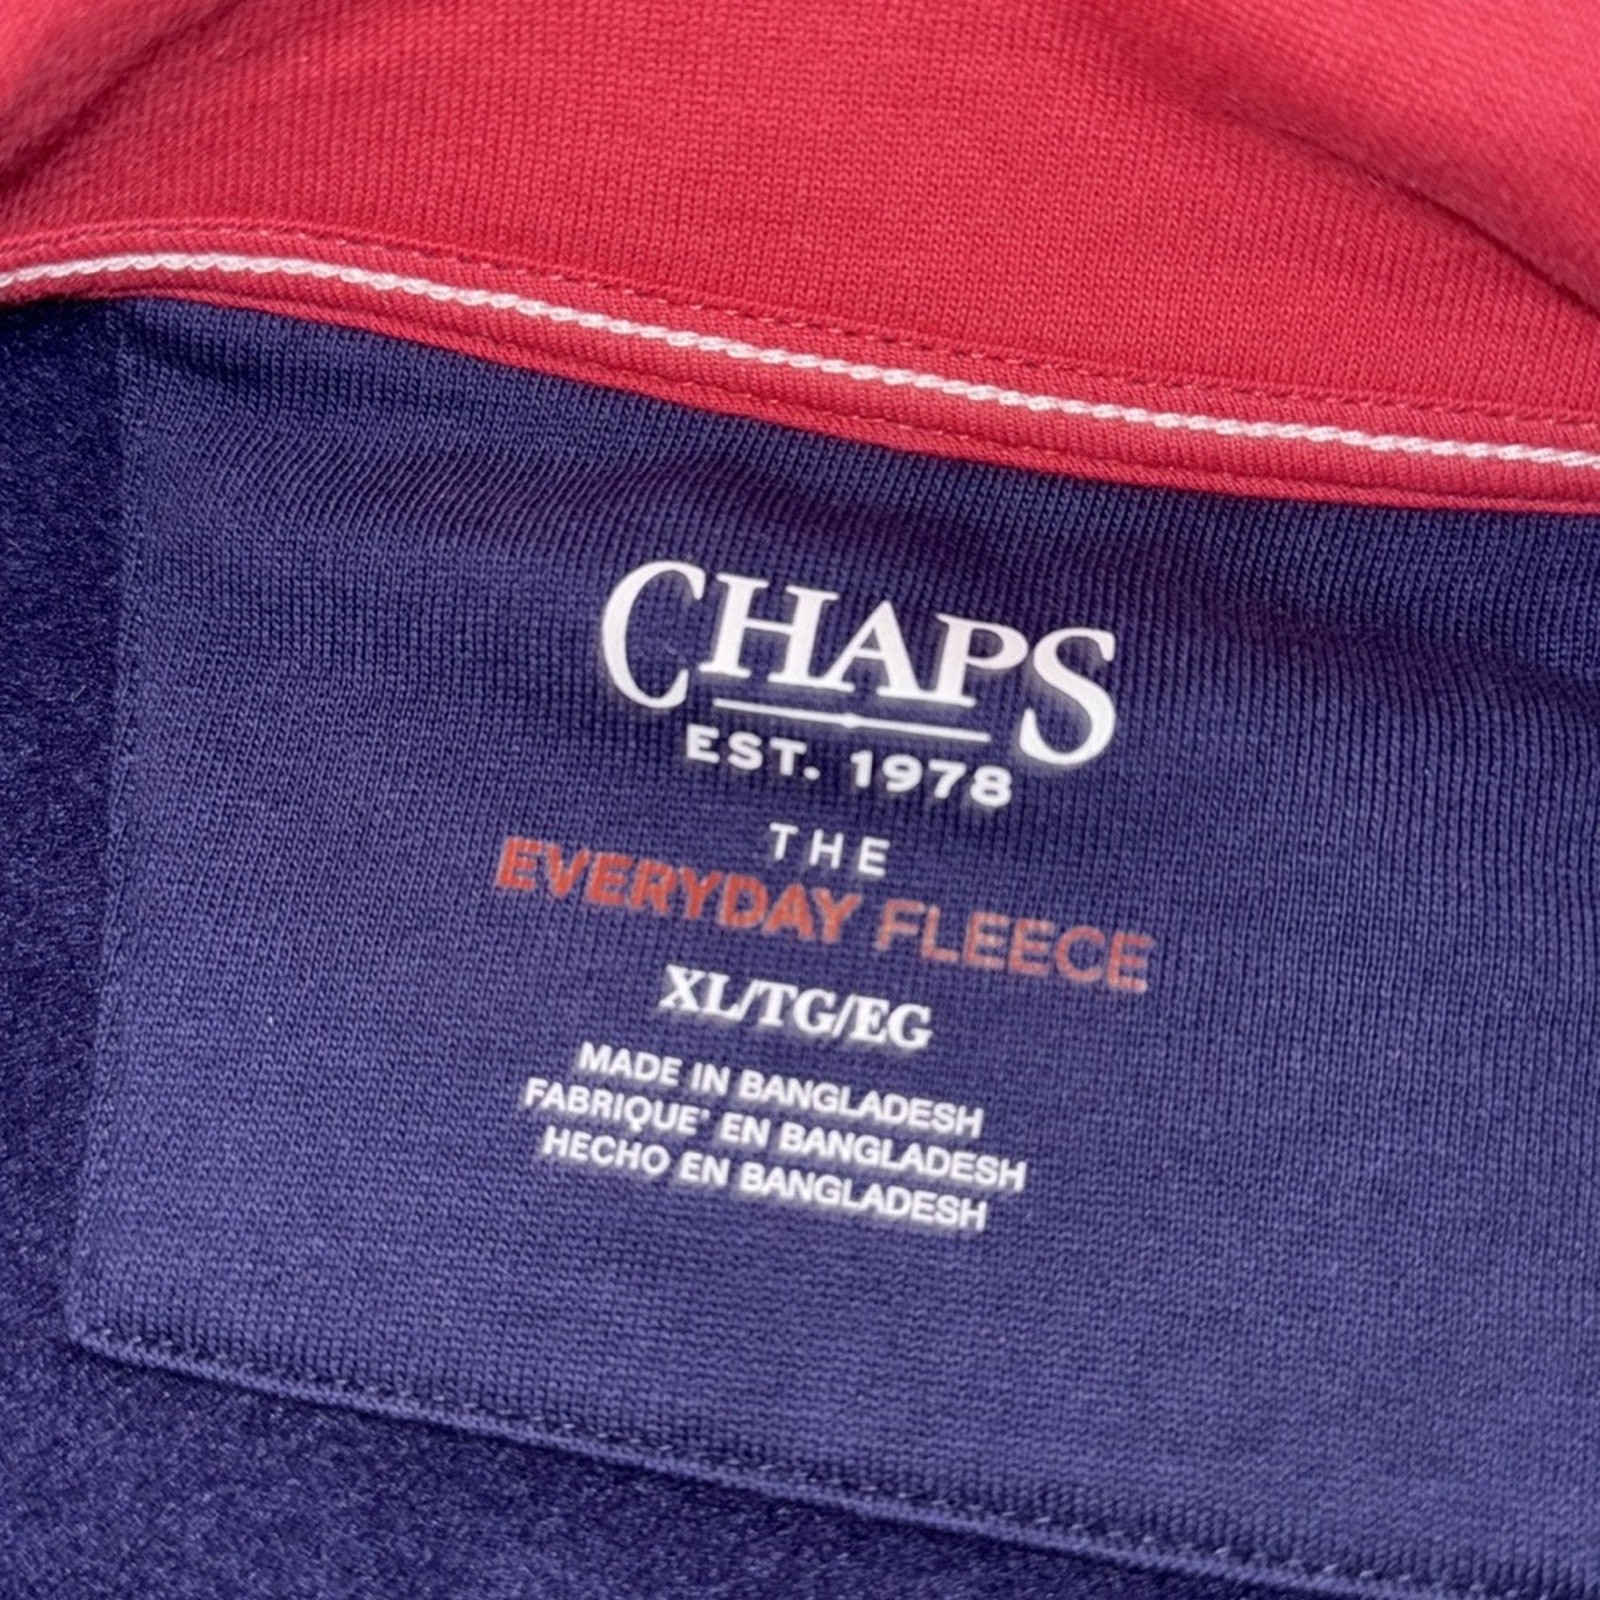 CHAPS
EST. 1978
THE
EVERYDAY FLEECE
XL/TG/EG
MADE IN BANGLADESH
FABRIQUE' EN BANGLADESH
HECHO EN BANGLADESH